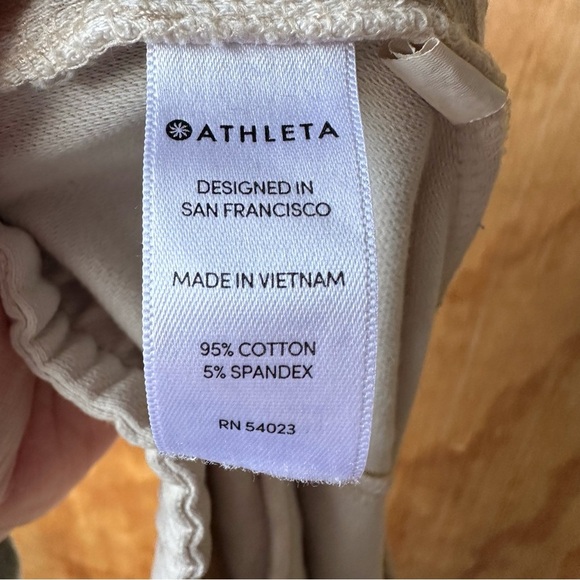 ATHLETA
DESIGNED IN
SAN FRANCISCO
MADE IN VIETNAM
95% COTTON
5% SPANDEX
RN 54023